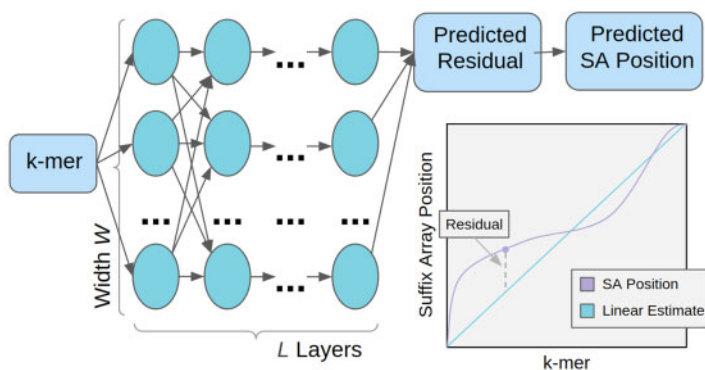 Predicted
Residual
Predicted
SA Position
...
...
k-mer
...
... ... ... ...
Width W
...
L Layers
Suffix Array Position
Residual
SA Position
Linear Estimate
k-mer